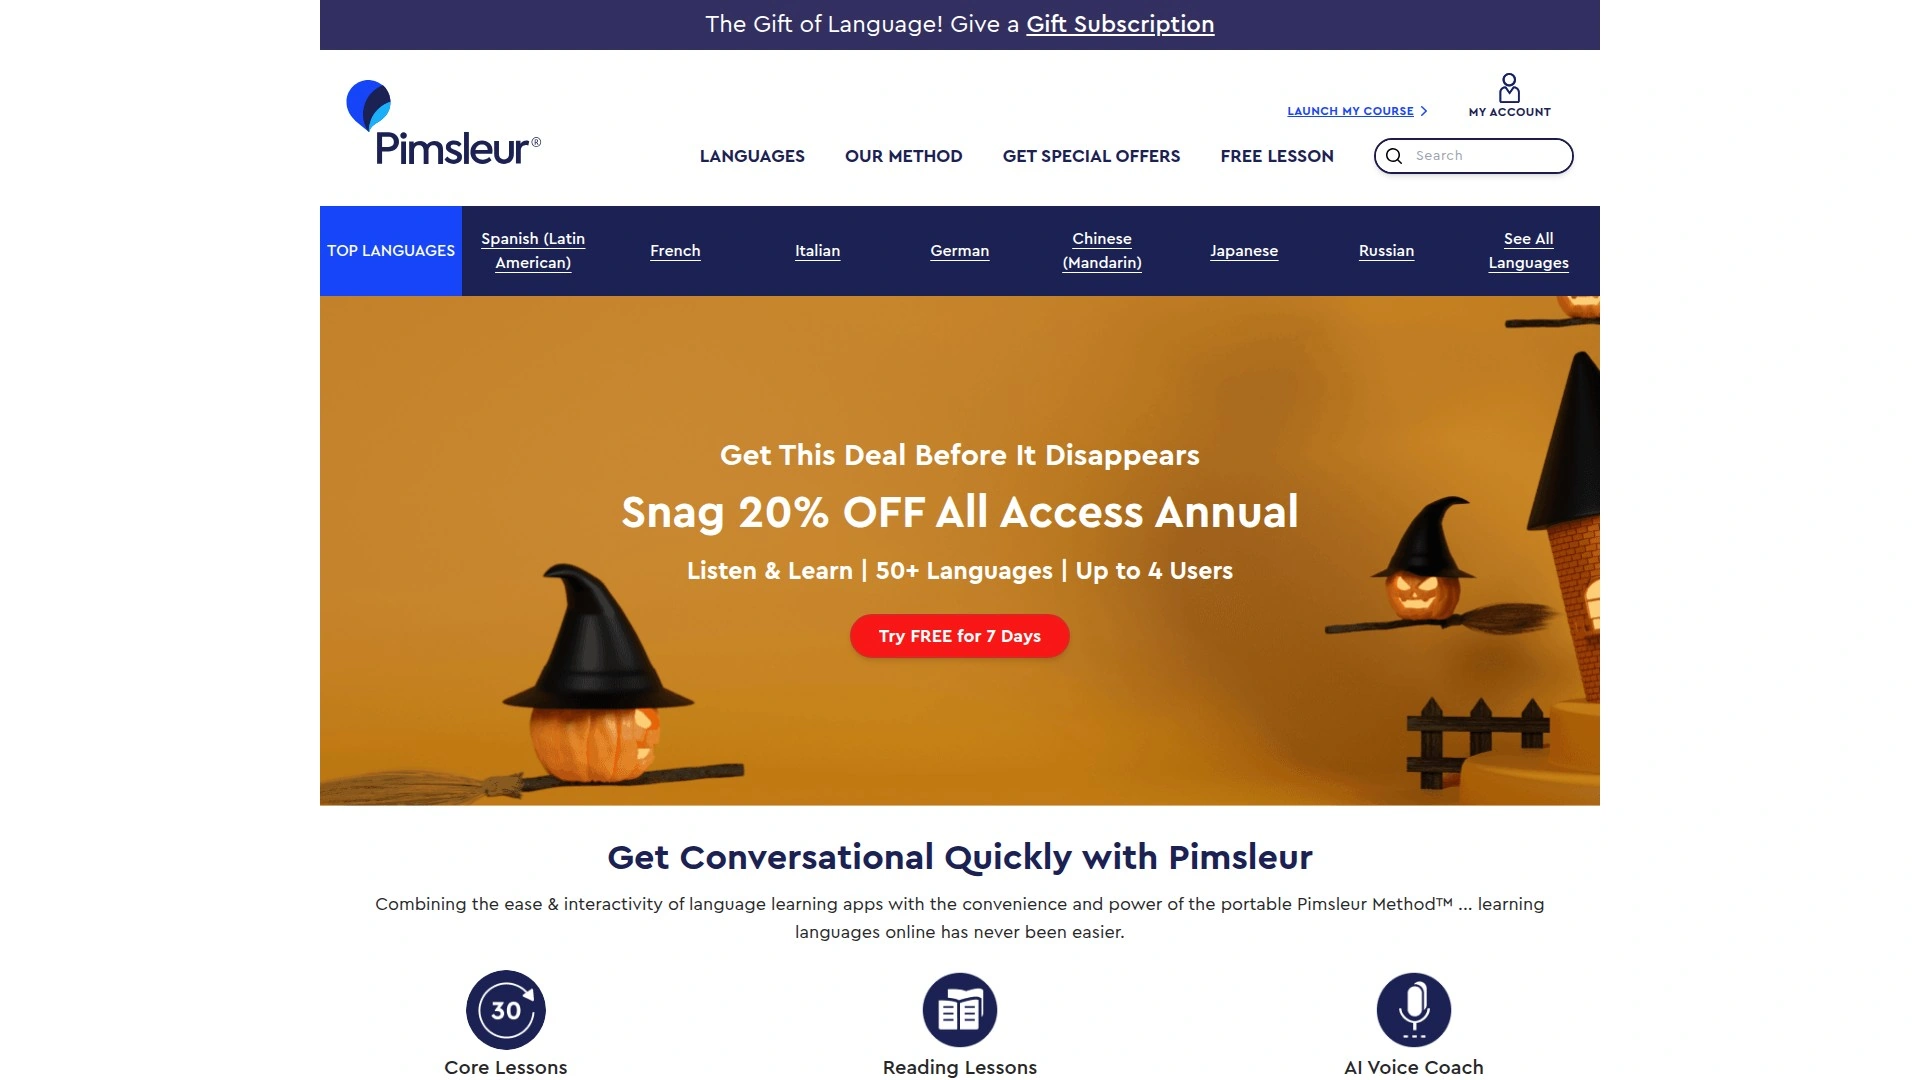 The Gift of Language! Give a Gift Subscription
Pimsleur®
LAUNCH MY COURSE
MY ACCOUNT
LANGUAGES
OUR METHOD
GET SPECIAL OFFERS
FREE LESSON
Search
TOP LANGUAGES
Spanish (Latin
American)
French
Italian
German
Chinese
(Mandarin)
Japanese
Russian
See All
Languages
Get This Deal Before It Disappears
Snag 20% OFF All Access Annual
Listen & Learn | 50+ Languages | Up to 4 Users
Try FREE for 7 Days
Get Conversational Quickly with Pimsleur
Combining the ease & interactivity of language learning apps with the convenience and power of the portable Pimsleur Method™ ... learning
languages online has never been easier.
30
Core Lessons
Reading Lessons
AI Voice Coach